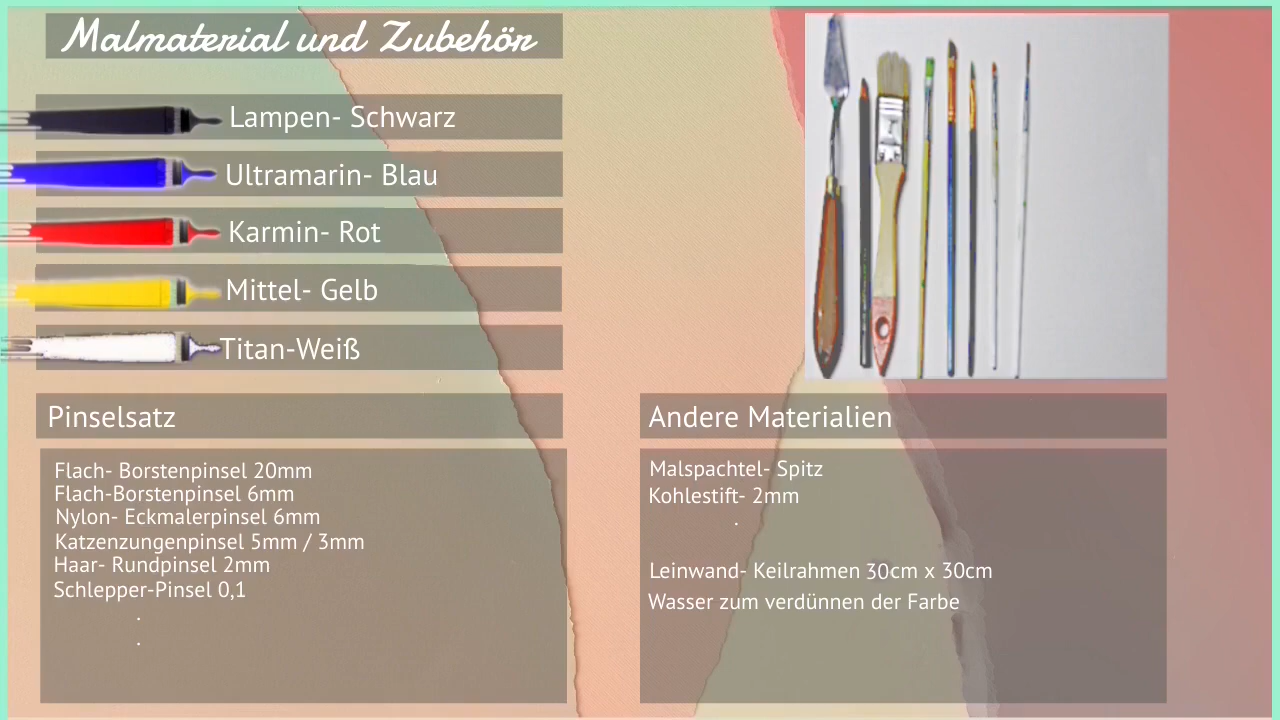 Malmaterial und Zubehör
Lampen- Schwarz
Ultramarin- Blau
Karmin- Rot
Mittel- Gelb
Titan-Weiß
Pinselsatz
Flach- Borstenpinsel 20mm
Flach-Borstenpinsel 6mm
Nylon- Eckmalerpinsel 6mm
Katzenzungenpinsel 5mm / 3mm
Haar- Rundpinsel 2mm
Schlepper-Pinsel 0,1
.
.
Andere Materialien
Malspachtel- Spitz
Kohlestift- 2mm
.
Leinwand- Keilrahmen 30cm x 30cm
Wasser zum verdünnen der Farbe